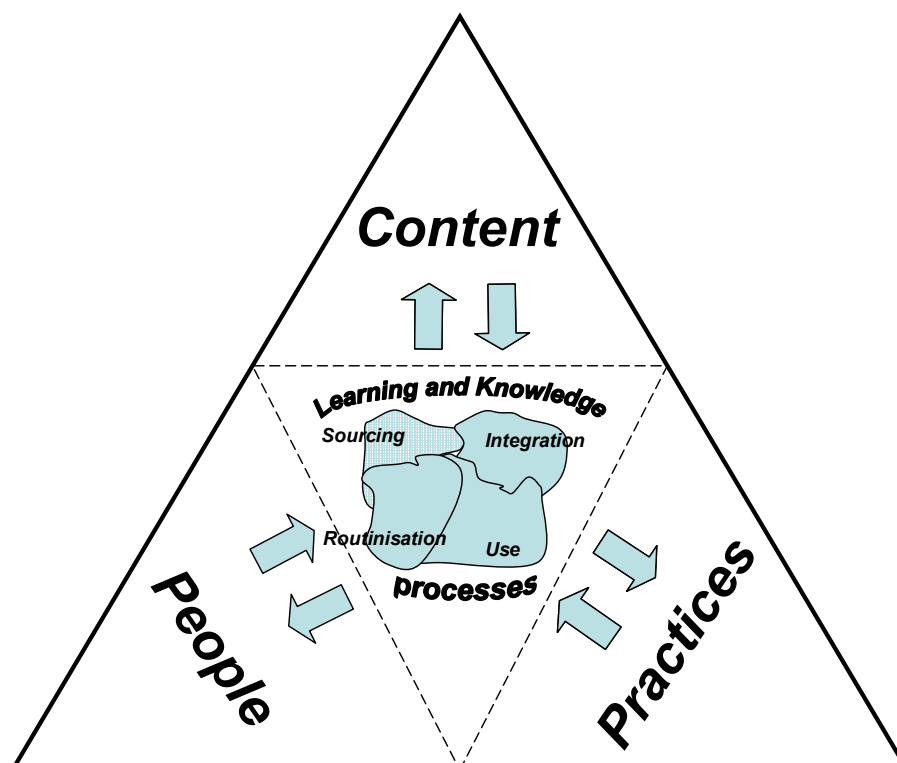 Content
Learning and Knowledge
Sourcing
Integration
Routinisation
Use
processes
People
Practices